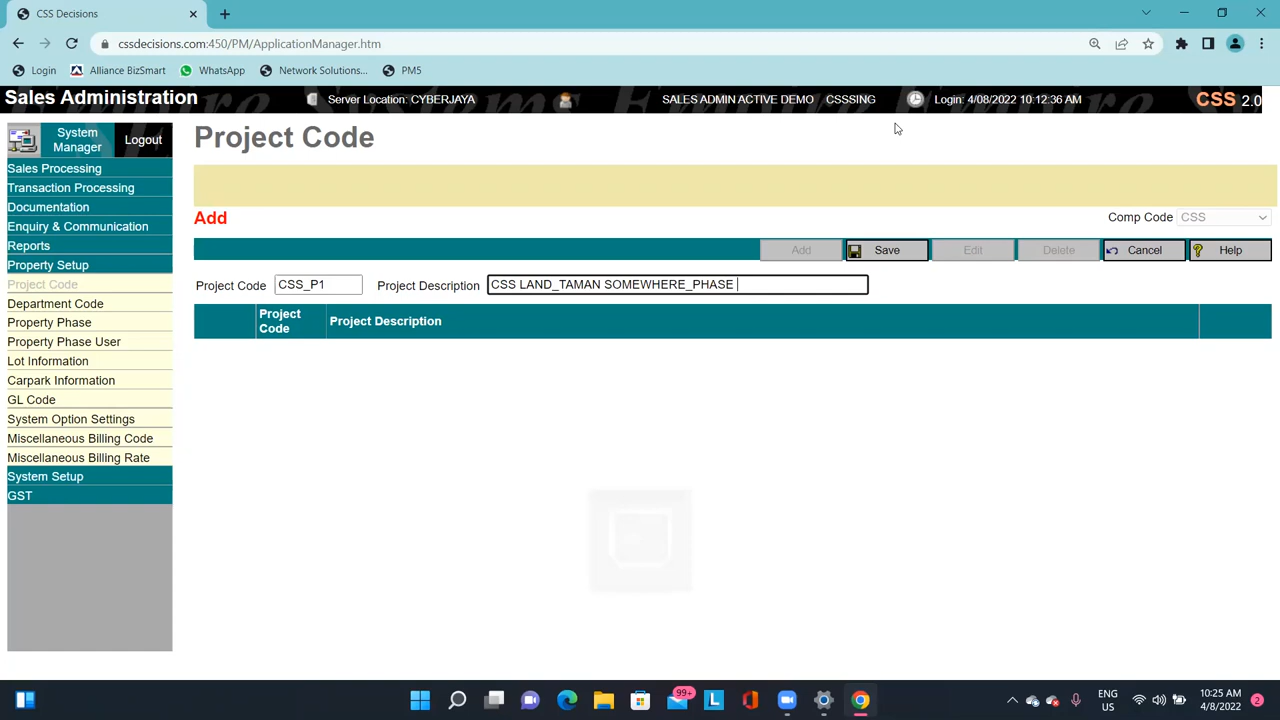 CSS Decisions
cssdecisions.com:450/PM/ApplicationManager.htm
Login
Alliance BizSmart
WhatsApp
Network Solutions...
PM5
Sales Administration
Server Location: CYBERJAYA
SALES ADMIN ACTIVE DEMO CSSSING
Login: 4/08/2022 10:12:36 AM
CSS 2.0
System Manager
Logout
Project Code
Sales Processing
Transaction Processing
Documentation
Enquiry & Communication
Reports
Property Setup
Project Code
Department Code
Property Phase
Property Phase User
Lot Information
Carpark Information
GL Code
System Option Settings
Miscellaneous Billing Code
Miscellaneous Billing Rate
System Setup
GST
Add
Comp Code CSS
Add
Save
Edit
Delete
Cancel
Help
Project Code CSS_P1 Project Description CSS LAND_TAMAN SOMEWHERE_PHASE
Project Code
Project Description
99+
ENG
US
10:25 AM
4/8/2022
2